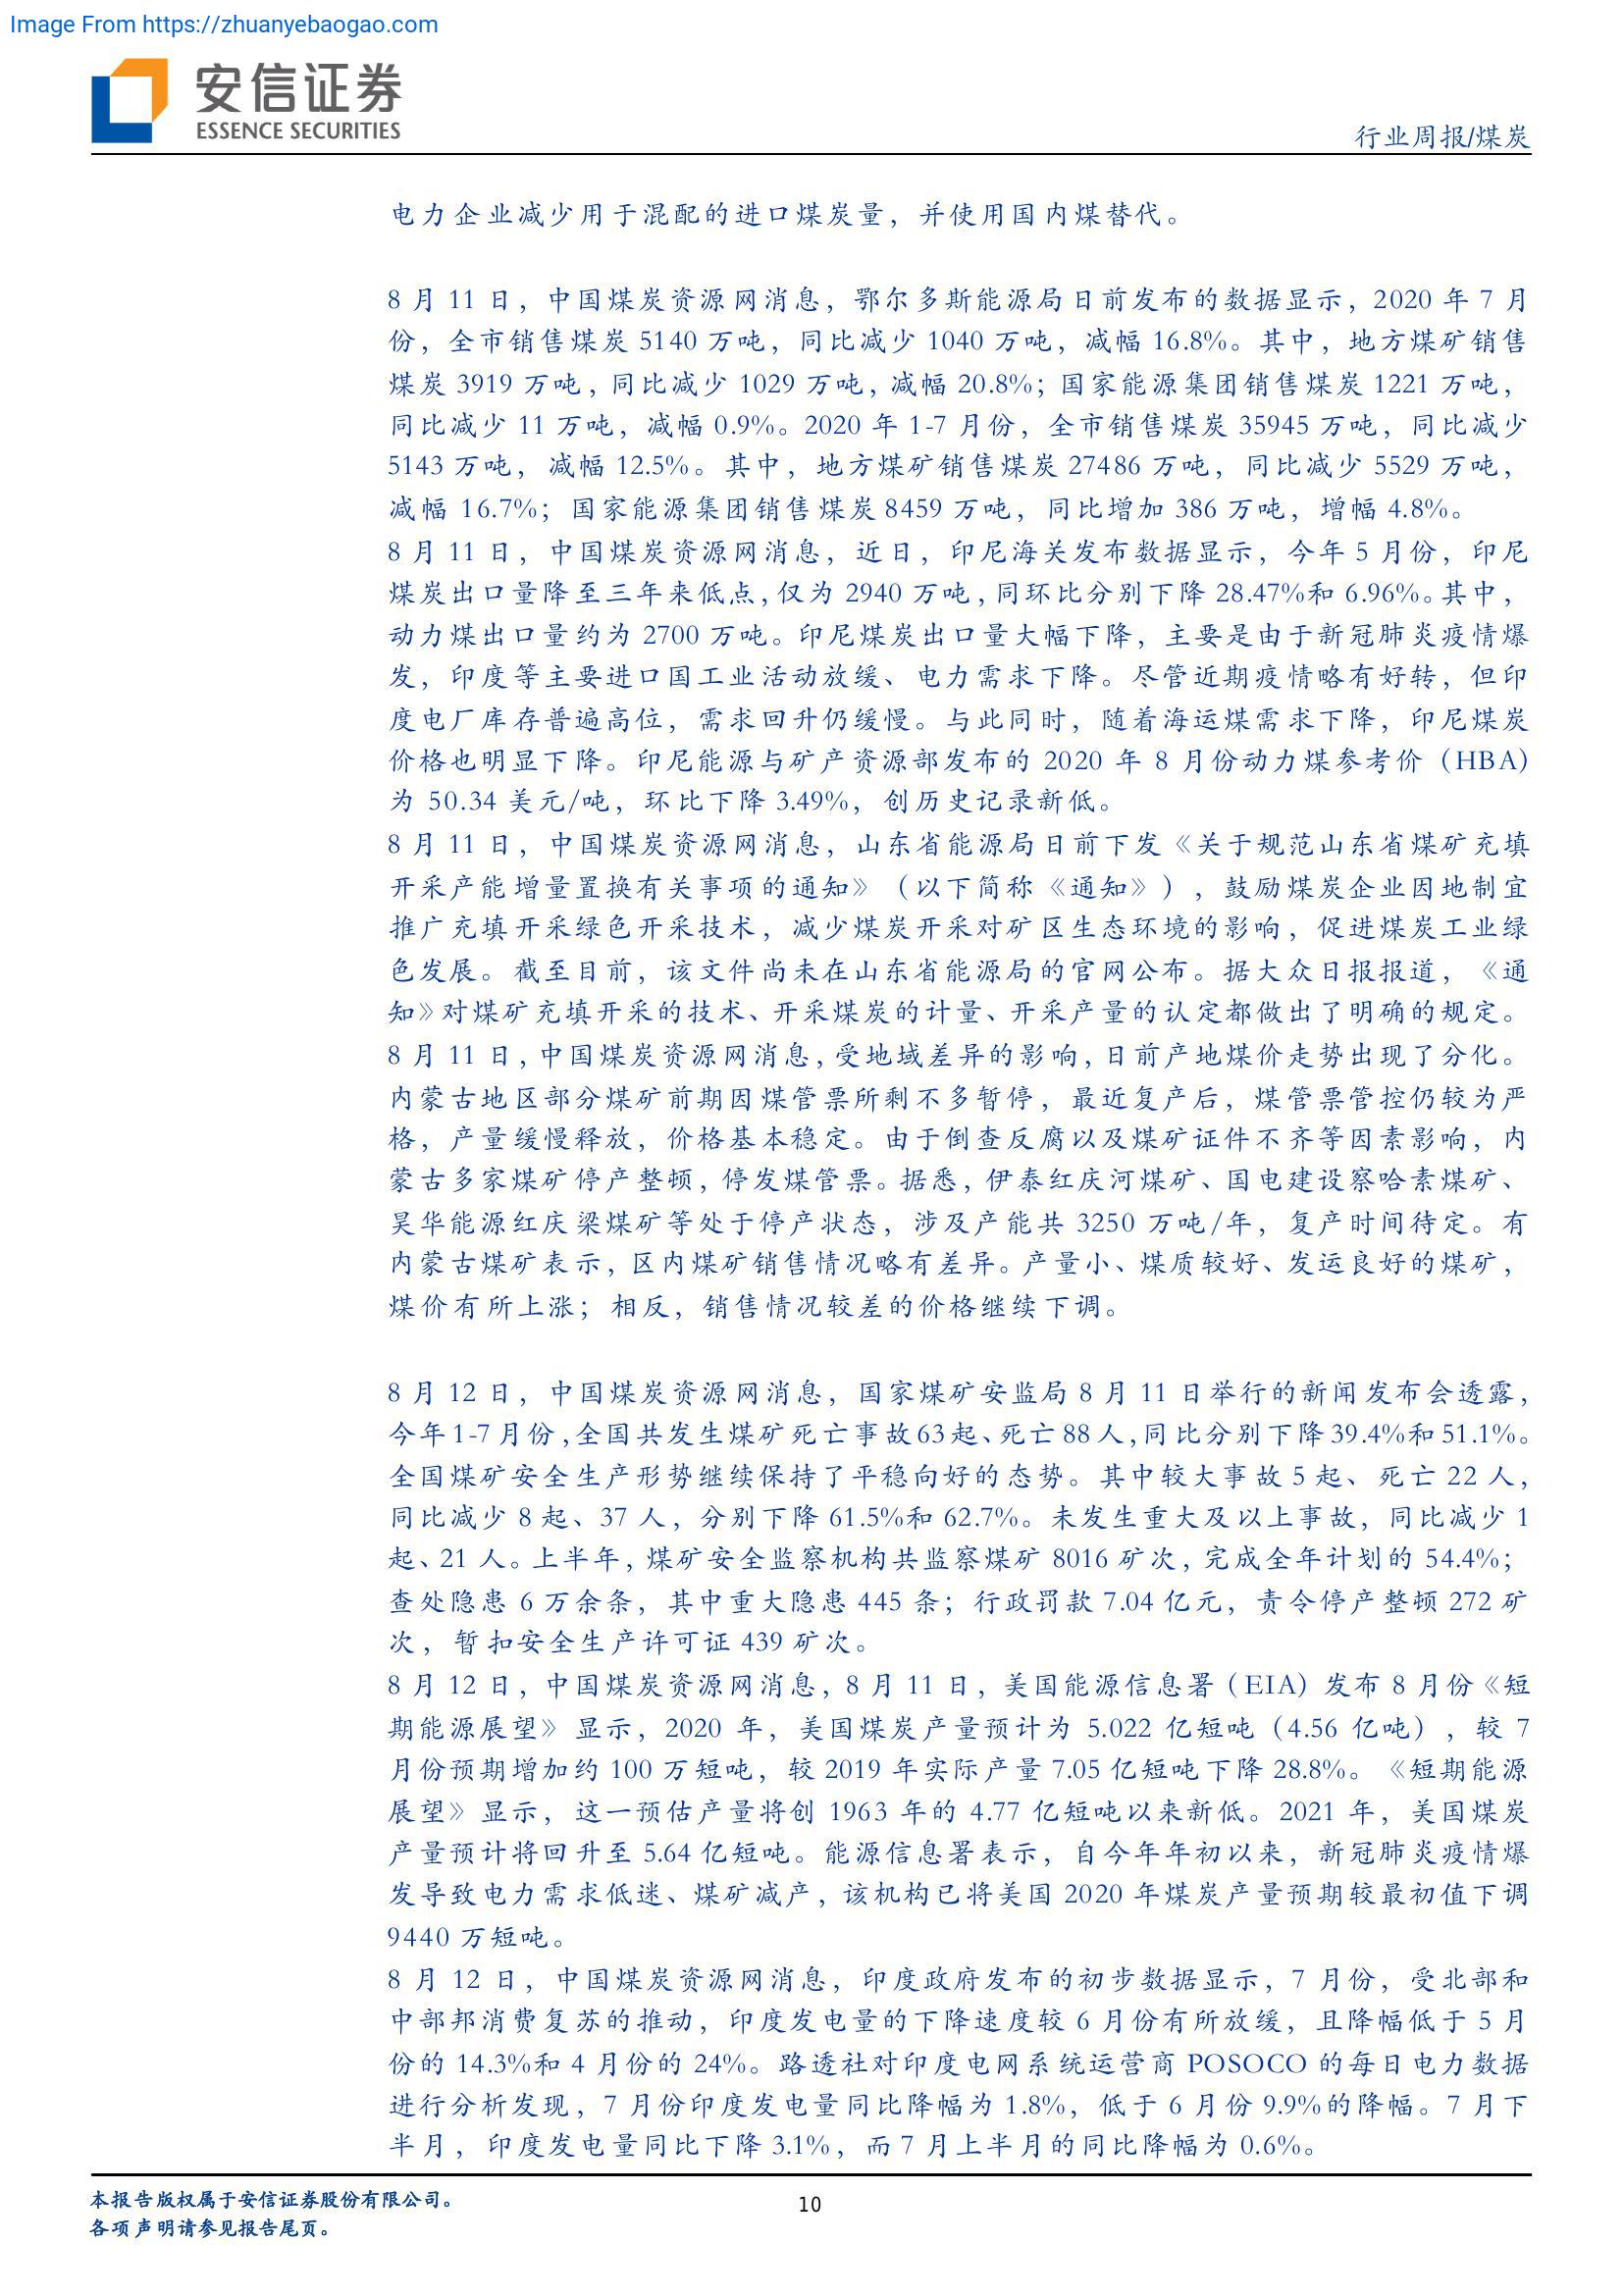 Image From https://zhuanyebaogao.com
安信证券
ESSENCE SECURITIES
行业周报/煤炭
电力企业减少用于混配的进口煤炭量，并使用国内煤替代。
8 月 11 日，中国煤炭资源网消息，鄂尔多斯能源局日前发布的数据显示，2020 年 7 月
份，全市销售煤炭 5140 万吨，同比减少 1040 万吨，减幅 16.8%。其中，地方煤矿销售
煤炭 3919 万吨，同比减少 1029 万吨，减幅 20.8%；国家能源集团销售煤炭 1221 万吨，
同比减少 11 万吨，减幅 0.9%。2020 年 1-7 月份，全市销售煤炭 35945 万吨，同比减少
5143 万吨，减幅 12.5%。其中，地方煤矿销售煤炭 27486 万吨，同比减少 5529 万吨，
减幅 16.7%；国家能源集团销售煤炭 8459 万吨，同比增加 386 万吨，增幅 4.8%。
8 月 11 日，中国煤炭资源网消息，近日，印尼海关发布数据显示，今年 5 月份，印尼
煤炭出口量降至三年来低点，仅为 2940 万吨，同环比分别下降 28.47%和 6.96%。其中，
动力煤出口量约为 2700 万吨。印尼煤炭出口量大幅下降，主要是由于新冠肺炎疫情爆
发，印度等主要进口国工业活动放缓、电力需求下降。尽管近期疫情略有好转，但印
度电厂库存普遍高位，需求回升仍缓慢。与此同时，随着海运煤需求下降，印尼煤炭
价格也明显下降。印尼能源与矿产资源部发布的 2020 年 8 月份动力煤参考价（HBA）
为 50.34 美元/吨，环比下降 3.49%，创历史记录新低。
8 月 11 日，中国煤炭资源网消息，山东省能源局日前下发《关于规范山东省煤矿充填
开采产能增量置换有关事项的通知》（以下简称《通知》），鼓励煤炭企业因地制宜
推广充填开采绿色开采技术，减少煤炭开采对矿区生态环境的影响，促进煤炭工业绿
色发展。截至目前，该文件尚未在山东省能源局的官网公布。据大众日报报道，《通
知》对煤矿充填开采的技术、开采煤炭的计量、开采产量的认定都做出了明确的规定。
8 月 11 日，中国煤炭资源网消息，受地域差异的影响，日前产地煤价走势出现了分化。
内蒙古地区部分煤矿前期因煤管票所剩不多暂停，最近复产后，煤管票管控仍较为严
格，产量缓慢释放，价格基本稳定。由于倒查反腐以及煤矿证件不齐等因素影响，内
蒙古多家煤矿停产整顿，停发煤管票。据悉，伊泰红庆河煤矿、国电建设察哈素煤矿、
昊华能源红庆梁煤矿等处于停产状态，涉及产能共 3250 万吨/年，复产时间待定。有
内蒙古煤矿表示，区内煤矿销售情况略有差异。产量小、煤质较好、发运良好的煤矿，
煤价有所上涨；相反，销售情况较差的价格继续下调。
8 月 12 日，中国煤炭资源网消息，国家煤矿安监局 8 月 11 日举行的新闻发布会透露，
今年 1-7 月份，全国共发生煤矿死亡事故 63 起、死亡 88 人，同比分别下降 39.4%和 51.1%。
全国煤矿安全生产形势继续保持了平稳向好的态势。其中较大事故 5 起、死亡 22 人，
同比减少 8 起、37 人，分别下降 61.5%和 62.7%。未发生重大及以上事故，同比减少 1
起、21 人。上半年，煤矿安全监察机构共监察煤矿 8016 矿次，完成全年计划的 54.4%；
查处隐患 6 万余条，其中重大隐患 445 条；行政罚款 7.04 亿元，责令停产整顿 272 矿
次，暂扣安全生产许可证 439 矿次。
8 月 12 日，中国煤炭资源网消息，8 月 11 日，美国能源信息署（EIA）发布 8 月份《短
期能源展望》显示，2020 年，美国煤炭产量预计为 5.022 亿短吨（4.56 亿吨），较 7
月份预期增加约 100 万短吨，较 2019 年实际产量 7.05 亿短吨下降 28.8%。《短期能源
展望》显示，这一预估产量将创 1963 年的 4.77 亿短吨以来新低。2021 年，美国煤炭
产量预计将回升至 5.64 亿短吨。能源信息署表示，自今年年初以来，新冠肺炎疫情爆
发导致电力需求低迷、煤矿减产，该机构已将美国 2020 年煤炭产量预期较最初值下调
9440 万短吨。
8 月 12 日，中国煤炭资源网消息，印度政府发布的初步数据显示，7 月份，受北部和
中部邦消费复苏的推动，印度发电量的下降速度较 6 月份有所放缓，且降幅低于 5 月
份的 14.3%和 4 月份的 24%。路透社对印度电网系统运营商 POSOCO 的每日电力数据
进行分析发现，7 月份印度发电量同比降幅为 1.8%，低于 6 月份 9.9%的降幅。7 月下
半月，印度发电量同比下降 3.1%，而 7 月上半月的同比降幅为 0.6%。
本报告版权属于安信证券股份有限公司。
10
各项声明请参见报告尾页。